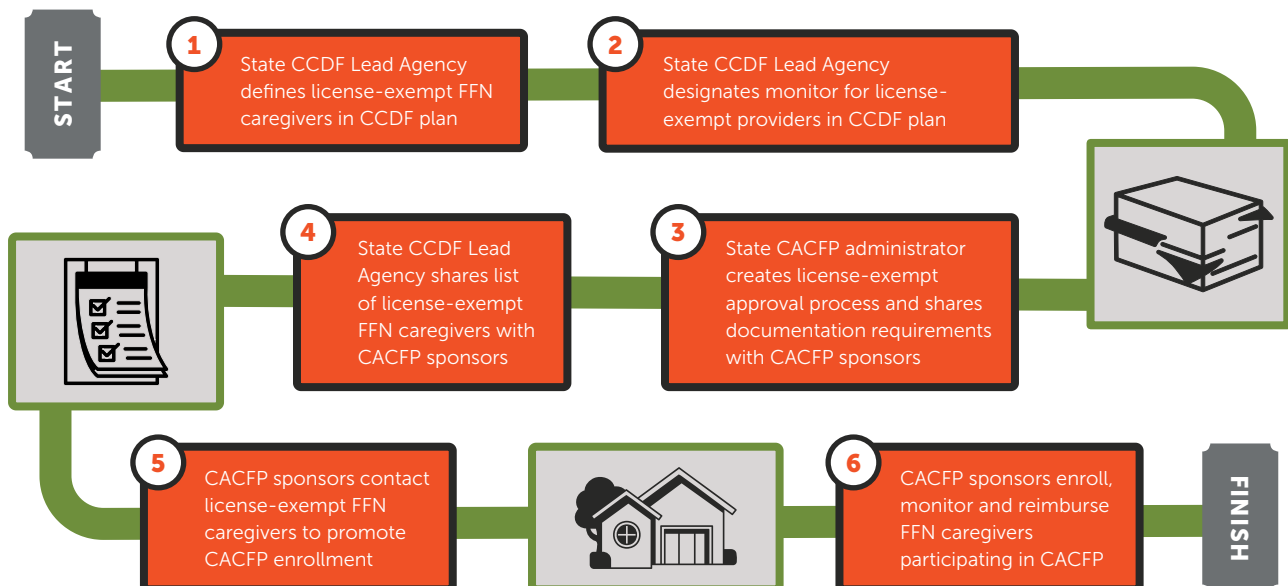 START
1
State CCDF Lead Agency
defines license-exempt FFN
caregivers in CCDF plan
2
State CCDF Lead Agency
designates monitor for license-
exempt providers in CCDF plan
3
State CACFP administrator
creates license-exempt
approval process and shares
documentation requirements
with CACFP sponsors
4
State CCDF Lead
Agency shares list
of license-exempt
FFN caregivers with
CACFP sponsors
5
CACFP sponsors contact
license-exempt FFN
caregivers to promote
CACFP enrollment
6
CACFP sponsors enroll,
monitor and reimburse
FFN caregivers
participating in CACFP
FINISH